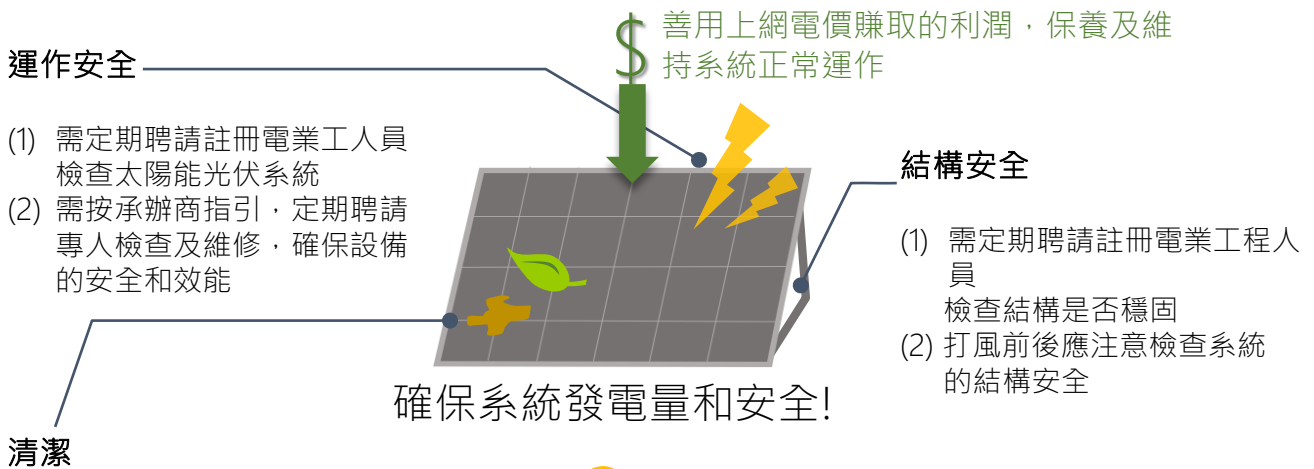 $ 善用上網電價賺取的利潤，保養及維
持系統正常運作
運作安全
(1) 需定期聘請註冊電業工人員
檢查太陽能光伏系統
(2) 需按承辦商指引，定期聘請
專人檢查及維修，確保設備
的安全和效能
結構安全
(1) 需定期聘請註冊電業工程人
員
檢查結構是否穩固
(2) 打風前後應注意檢查系統
的結構安全
確保系統發電量和安全!
清潔